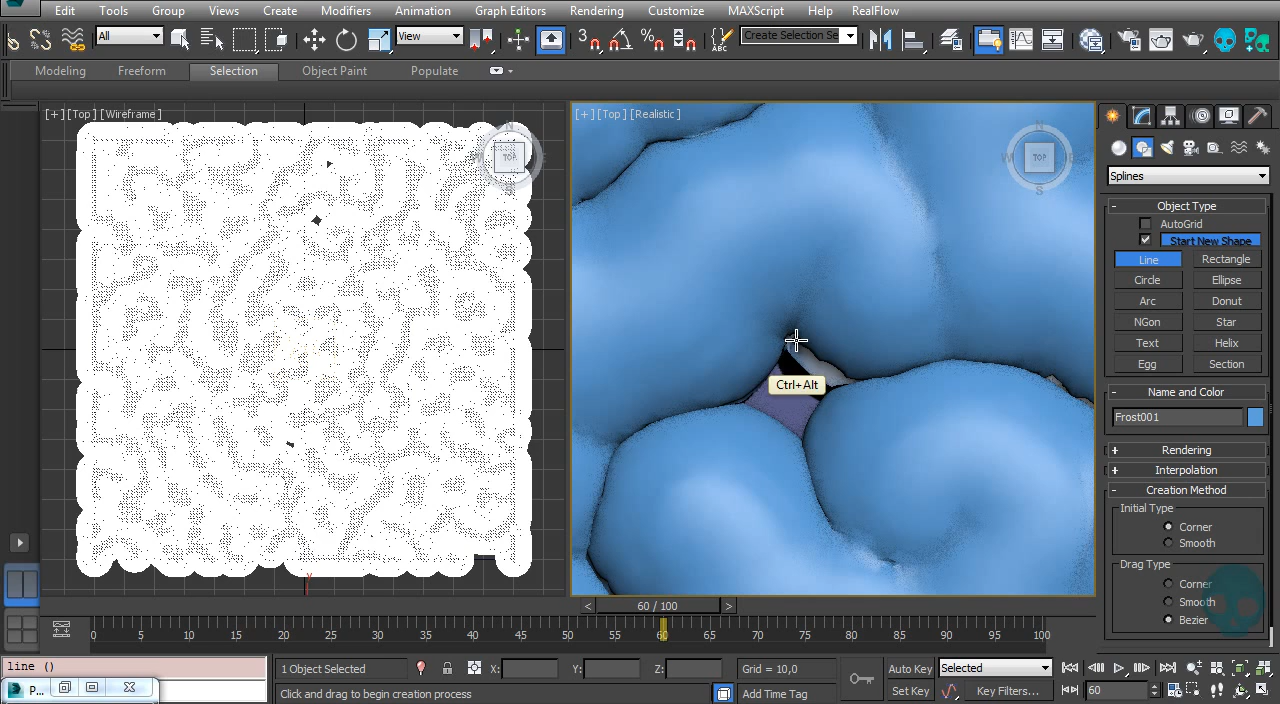 Edit Tools Group Views Create Modifiers Animation Graph Editors Rendering Customize MAXScript Help RealFlow
All View 3 % ABC Create Selection Se
Modeling Freeform Selection Object Paint Populate
[+] [Top] [Wireframe]
N
W
TOP
S
[+] [Top] [Realistic]
N
W
TOP
S
Ctrl+Alt
Splines
- Object Type
AutoGrid
Start New Shape
Line Rectangle
Circle Ellipse
Arc Donut
NGon Star
Text Helix
Egg Section
- Name and Color
Frost001
+ Rendering
+ Interpolation
- Creation Method
Initial Type
Corner
Smooth
Drag Type
Corner
Smooth
Bezier
< 60 / 100 >
0 5 10 15 20 25 30 35 40 45 50 55 60 65 70 75 80 85 90 95 100
line ()
1 Object Selected X: Y: Z: Grid = 10,0 Auto Key Selected
P...
Click and drag to begin creation process Add Time Tag Set Key Key Filters... 60